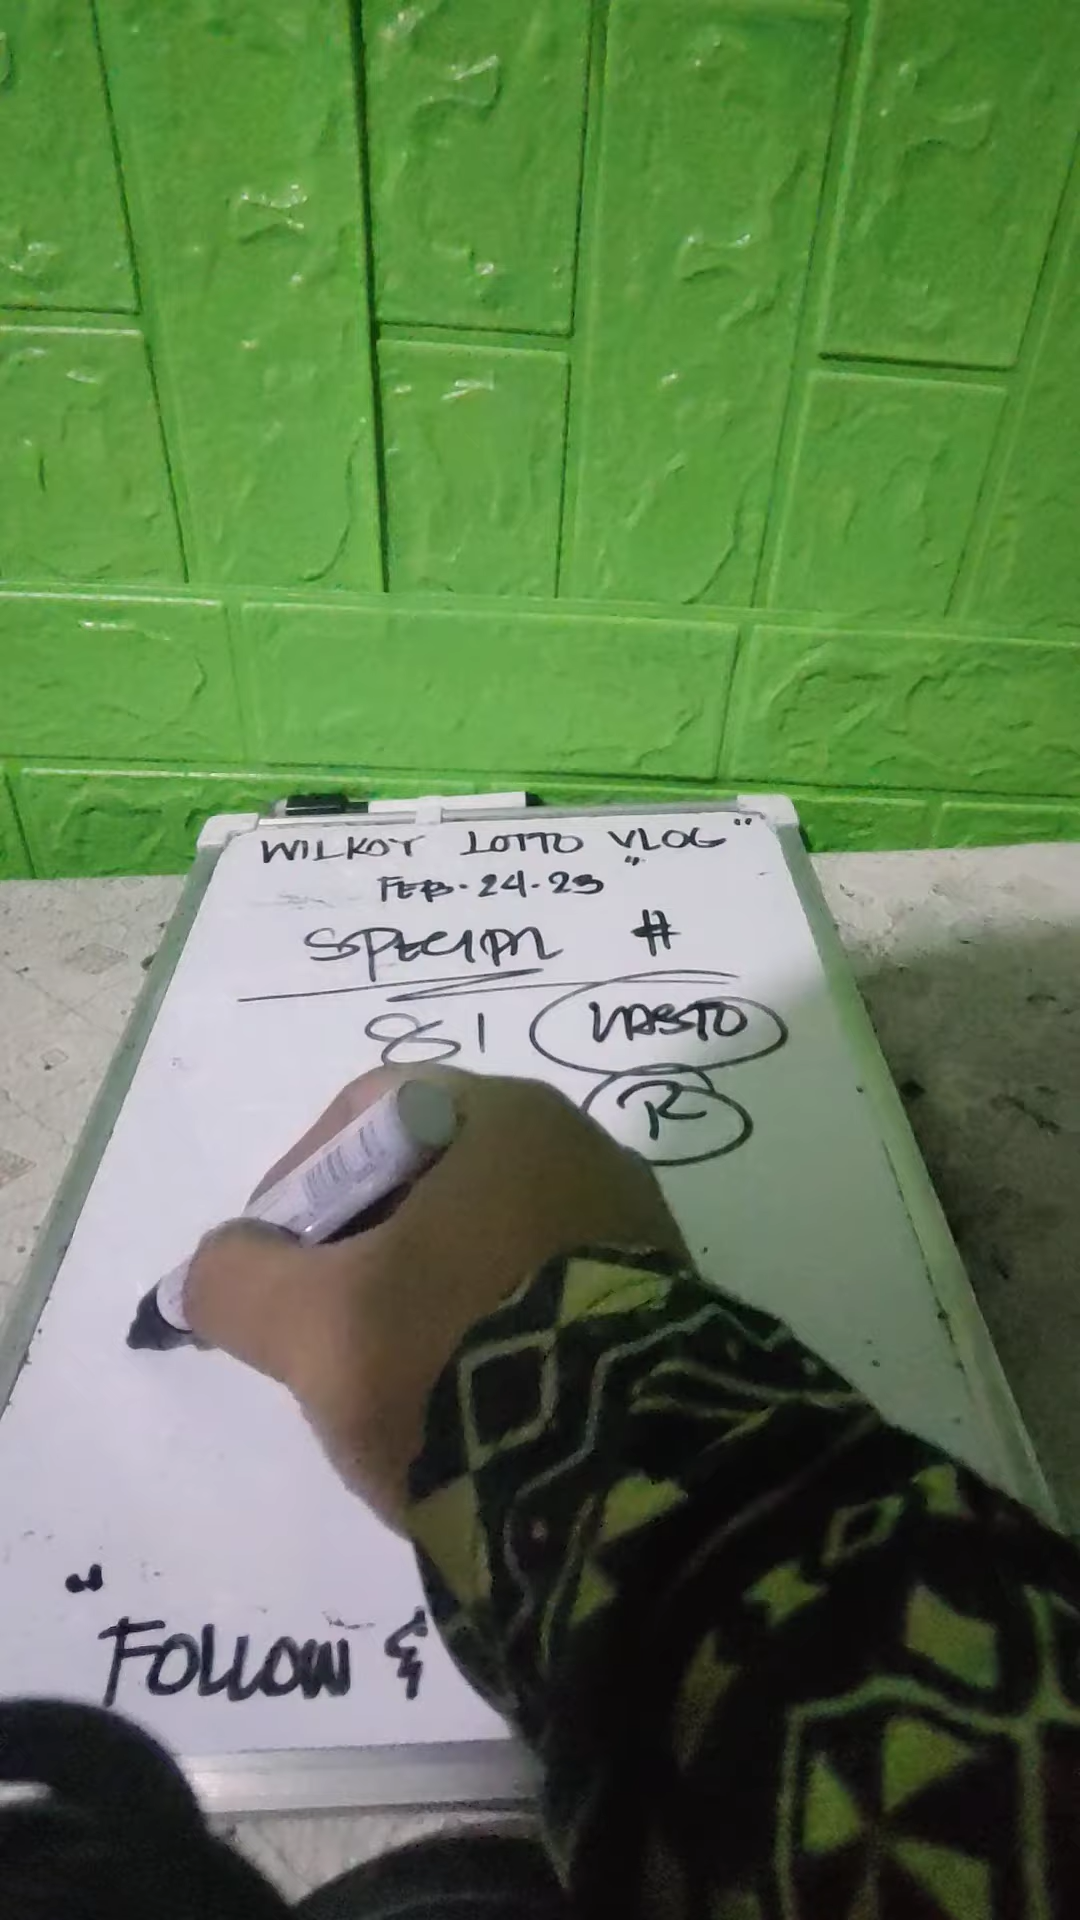 WILKOY LOTTO VLOG"
FEB-24-23 "
SPECIAL #
81 VASTO
R
"
FOLLOW &